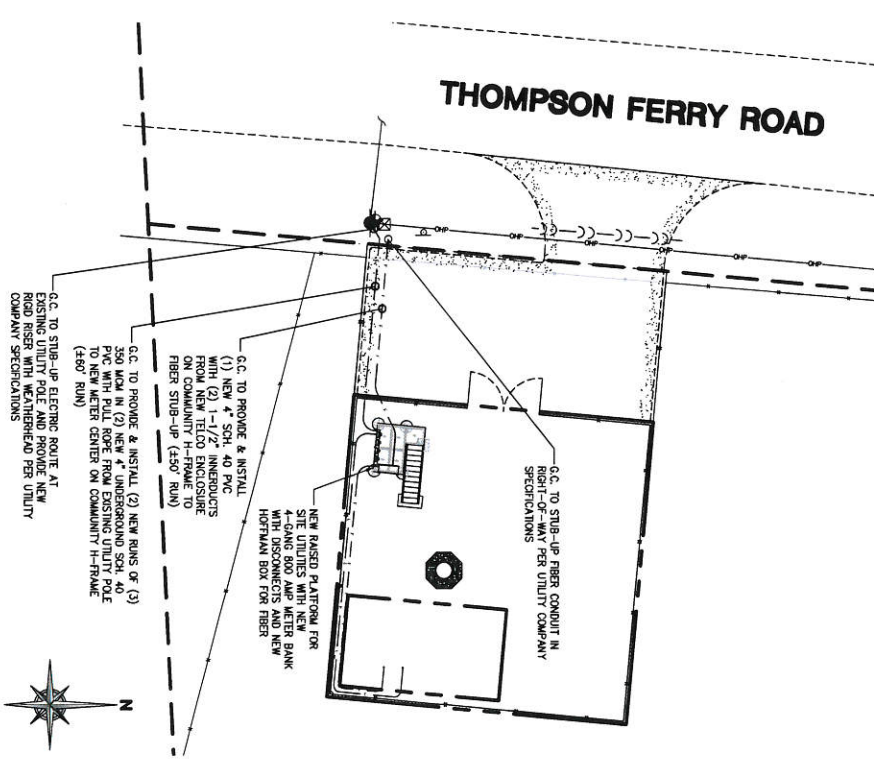 THOMPSON FERRY ROAD
OHP
OHP
OHP
OHP
OHP
OHP
G.C. TO STUB-UP FIBER CONDUIT IN
RIGHT-OF-WAY PER UTILITY COMPANY
SPECIFICATIONS
NEW RAISED PLATFORM FOR
SITE UTILITIES WITH NEW
4-GANG 800 AMP METER BANK
WITH DISCONNECTS AND NEW
HOFFMAN BOX FOR FIBER
G.C. TO PROVIDE & INSTALL
(1) NEW 4" SCH. 40 PVC
WITH (2) 1-1/2" INNERDUCTS
FROM NEW TELCO ENCLOSURE
ON COMMUNITY H-FRAME TO
FIBER STUB-UP (±50' RUN)
G.C. TO PROVIDE & INSTALL (2) NEW RUNS OF (3)
350 MCM IN (2) NEW 4" UNDERGROUND SCH. 40
PVC WITH PULL ROPE FROM EXISTING UTILITY POLE
TO NEW METER CENTER ON COMMUNITY H-FRAME
(±60' RUN)
G.C. TO STUB-UP ELECTRIC ROUTE AT
EXISTING UTILITY POLE AND PROVIDE NEW
RIGID RISER WITH WEATHERHEAD PER UTILITY
COMPANY SPECIFICATIONS
N